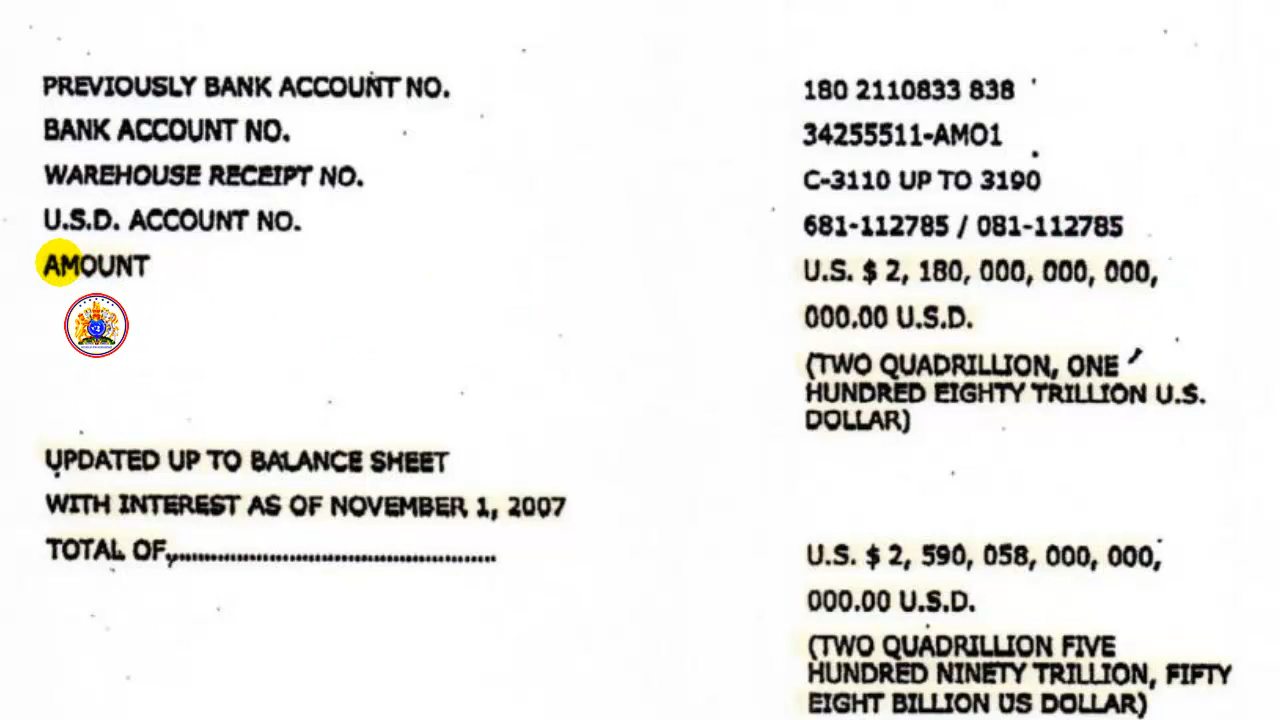 PREVIOUSLY BANK ACCOUNT NO. 180 2110833 838
BANK ACCOUNT NO. 34255511-AMO1
WAREHOUSE RECEIPT NO. C-3110 UP TO 3190
U.S.D. ACCOUNT NO. 681-112785 / 081-112785
AMOUNT U.S. $ 2, 180, 000, 000, 000,
000.00 U.S.D.
(TWO QUADRILLION, ONE
HUNDRED EIGHTY TRILLION U.S.
DOLLAR)
UPDATED UP TO BALANCE SHEET
WITH INTEREST AS OF NOVEMBER 1, 2007
TOTAL OF,............................................ U.S. $ 2, 590, 058, 000, 000,
000.00 U.S.D.
(TWO QUADRILLION FIVE
HUNDRED NINETY TRILLION, FIFTY
EIGHT BILLION US DOLLAR)